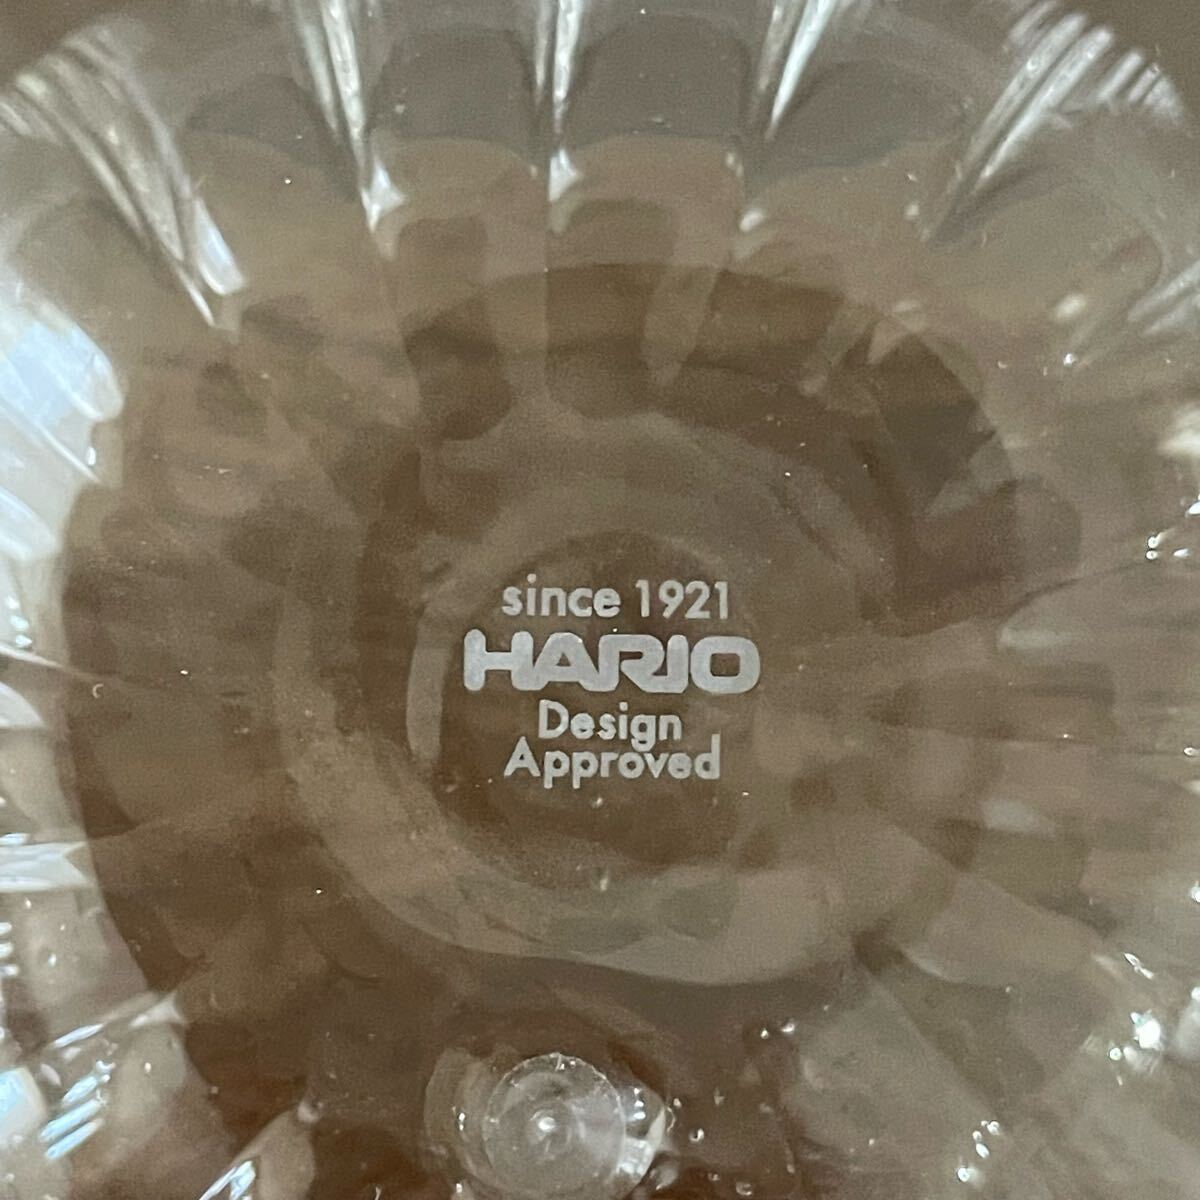 since 1921
HARIO
Design
Approved